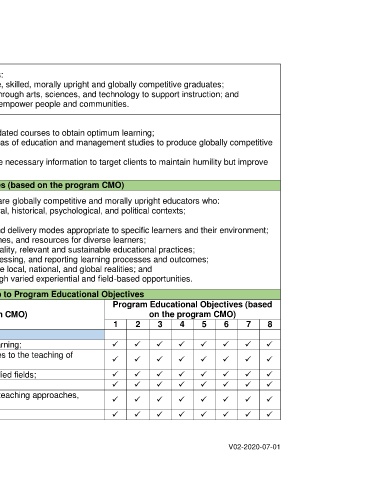 s:
e, skilled, morally upright and globally competitive graduates;
hrough arts, sciences, and technology to support instruction; and
empower people and communities.
dated courses to obtain optimum learning;
as of education and management studies to produce globally competitive
e necessary information to target clients to maintain humility but improve
es (based on the program CMO)
are globally competitive and morally upright educators who;
al, historical, psychological, and political contexts;
nd delivery modes appropriate to specific learners and their environment;
nes, and resources for diverse learners;
ality, relevant and sustainable educational practices;
essing, and reporting learning processes and outcomes;
e local, national, and global realities; and
gh varied experiential and field-based opportunities.
p to Program Educational Objectives
m CMO)
Program Educational Objectives (based on the program CMO)
1 2 3 4 5 6 7 8
arning; ✓ ✓ ✓ ✓ ✓ ✓ ✓ ✓
es to the teaching of ✓ ✓ ✓ ✓ ✓ ✓ ✓ ✓
lied fields; ✓ ✓ ✓ ✓ ✓ ✓ ✓ ✓
✓ ✓ ✓ ✓ ✓ ✓ ✓ ✓
teaching approaches, ✓ ✓ ✓ ✓ ✓ ✓ ✓ ✓
✓ ✓ ✓ ✓ ✓ ✓ ✓ ✓
V02-2020-07-01